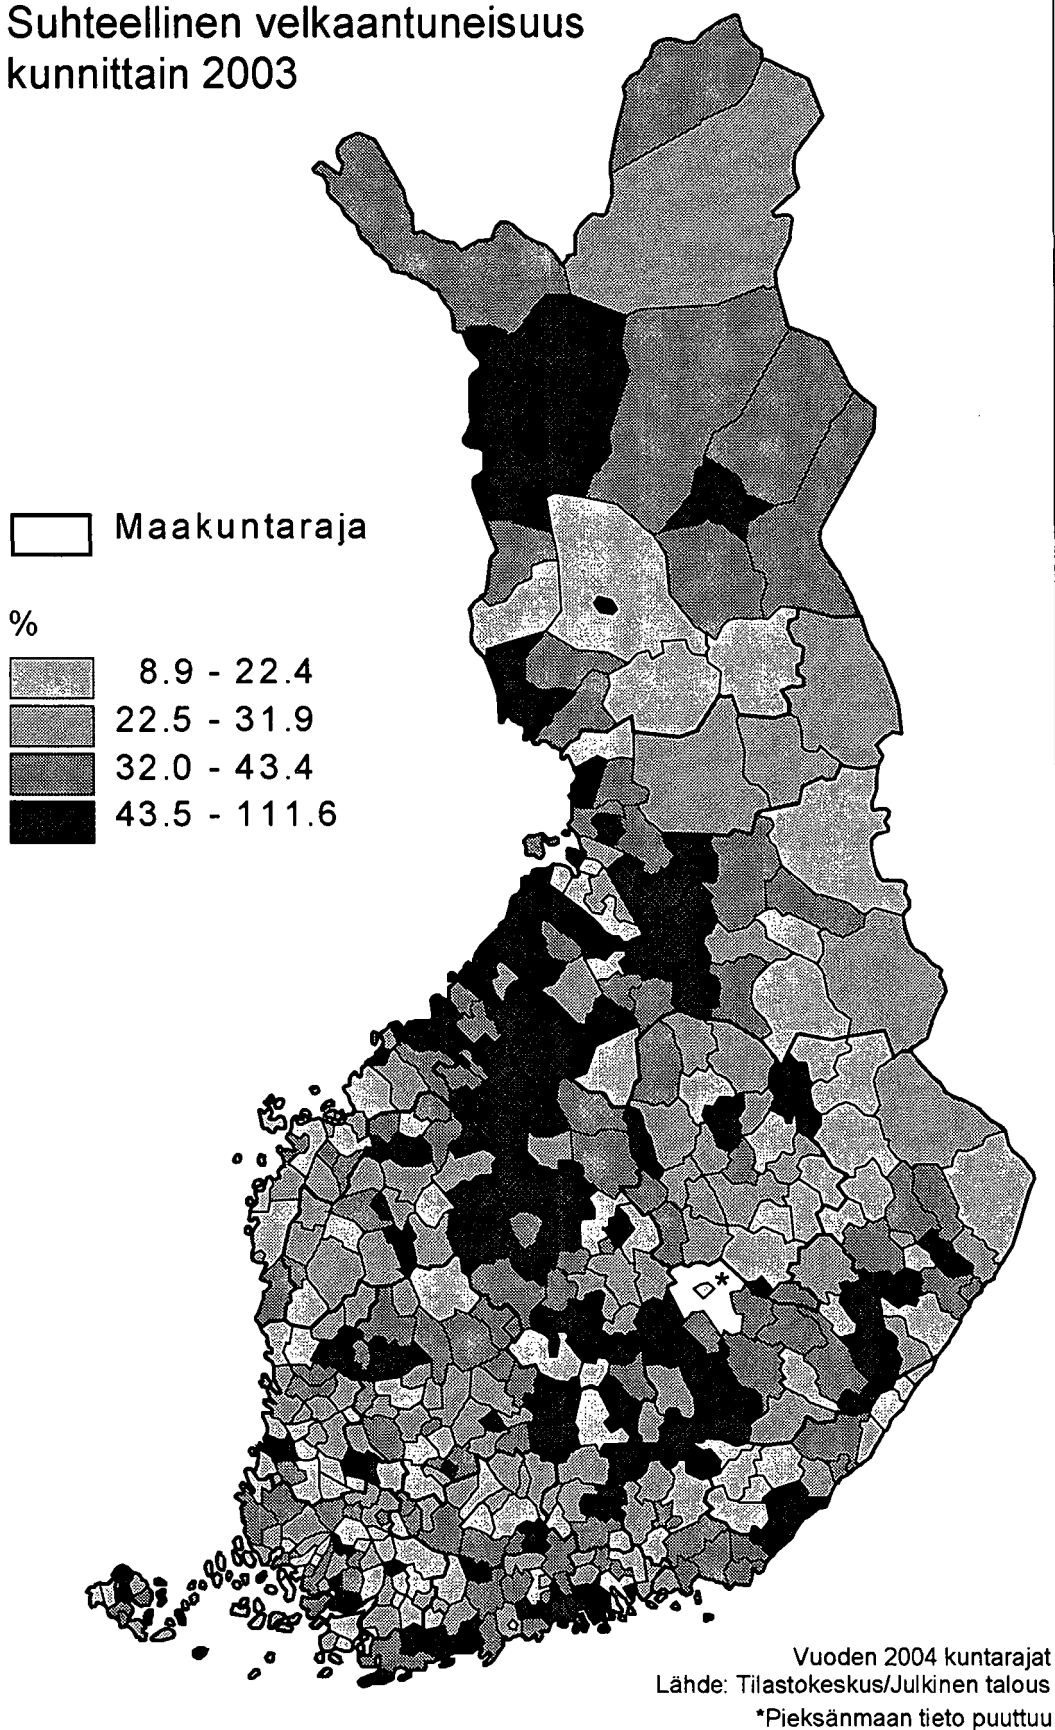 Suhteellinen velkaantuneisuus
kunnittain 2003
Maakuntaraja
%
8.9 - 22.4
22.5 - 31.9
32.0 - 43.4
43.5 - 111.6
*
Vuoden 2004 kuntarajat
Lähde: Tilastokeskus/Julkinen talous
*Pieksänmaan tieto puuttuu